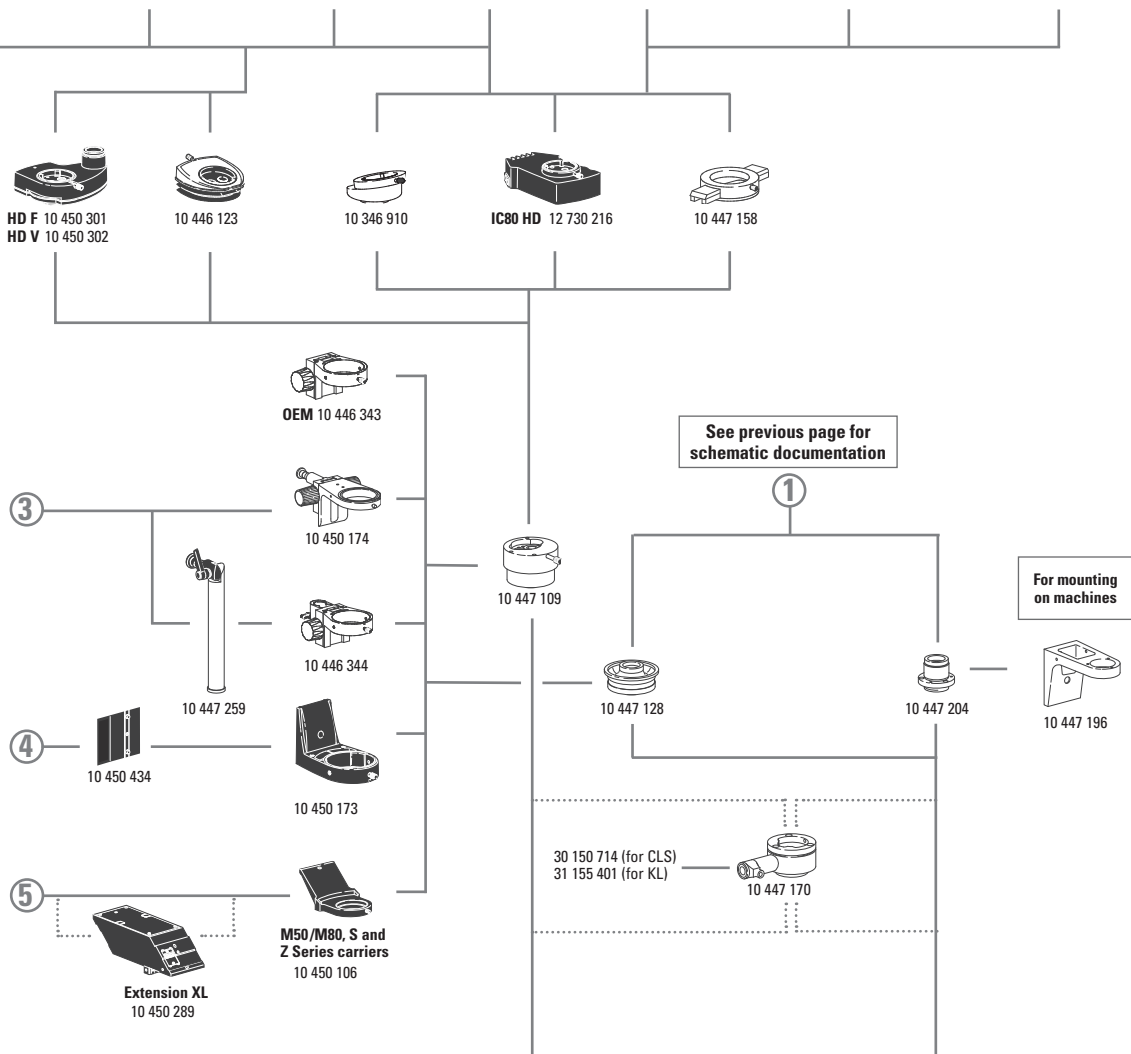 HD F 10 450 301
HD V 10 450 302
10 446 123
10 346 910
IC80 HD 12 730 216
10 447 158
OEM 10 446 343
See previous page for
schematic documentation
1
3
10 450 174
10 447 109
For mounting
on machines
10 446 344
10 447 259
10 447 128
10 447 204
10 447 196
4
10 450 434
10 450 173
30 150 714 (for CLS)
31 155 401 (for KL)
10 447 170
5
M50/M80, S and
Z Series carriers
10 450 106
Extension XL
10 450 289